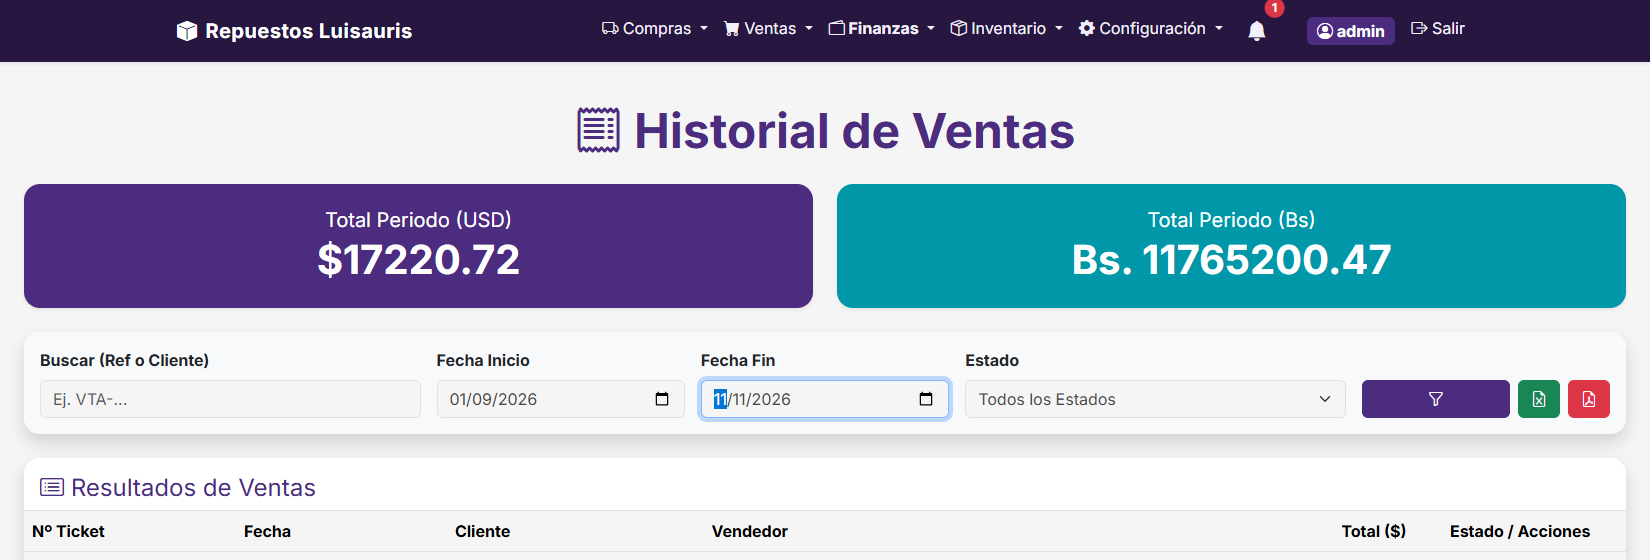 Repuestos Luisauris Compras Ventas Finanzas Inventario Configuración 1 admin Salir
Historial de Ventas
Total Periodo (USD)
$17220.72
Total Periodo (Bs)
Bs. 11765200.47
Buscar (Ref o Cliente) Fecha Inicio Fecha Fin Estado
Ej. VTA-... 01/09/2026 11/11/2026 Todos los Estados
Resultados de Ventas
Nº Ticket Fecha Cliente Vendedor Total ($) Estado / Acciones